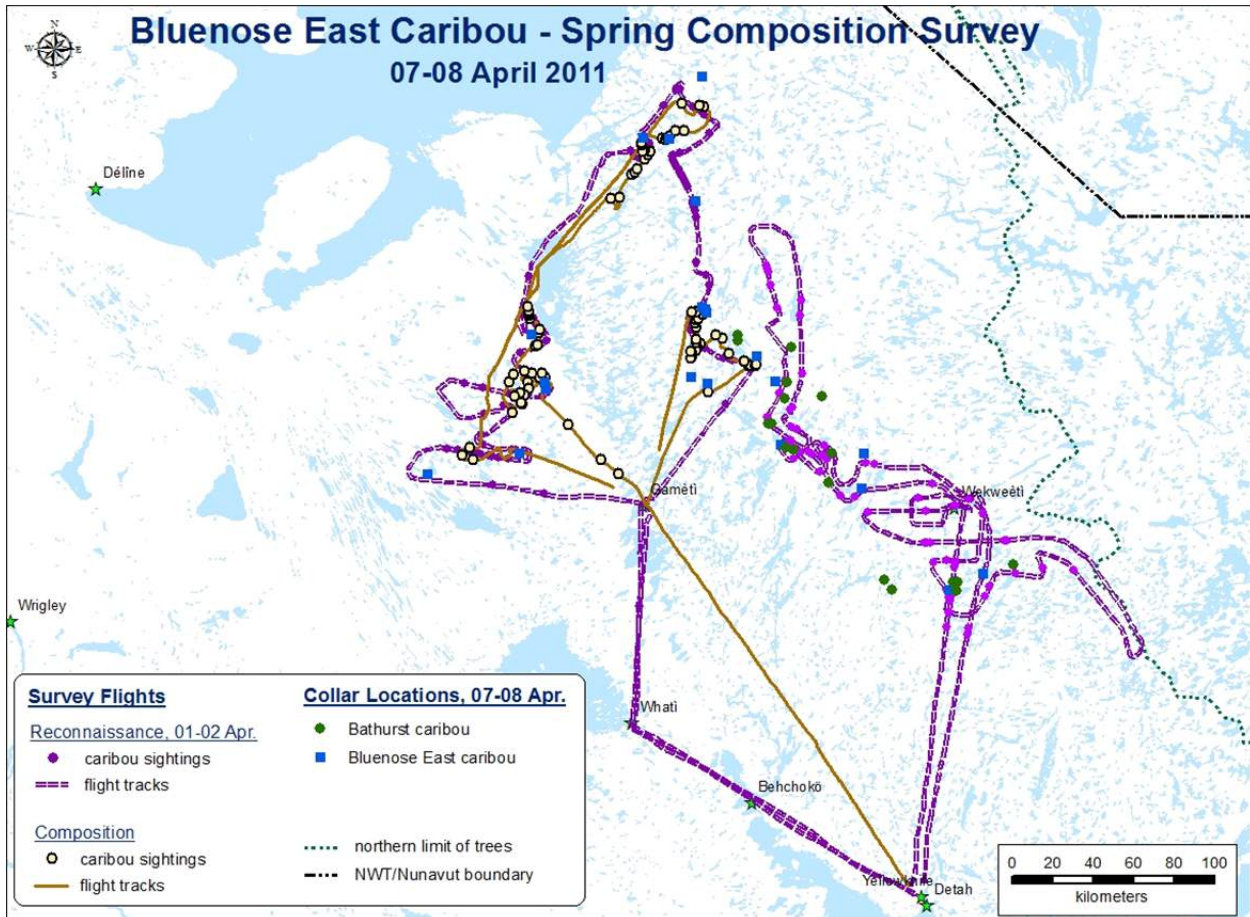 Bluenose East Caribou - Spring Composition Survey
07-08 April 2011
N
W E
S
Déline
Gamètì
Wekweètì
Wrigley
Whatì
Behchokö
Yellowknife
Detah
Survey Flights
Reconnaissance, 01-02 Apr.
caribou sightings
flight tracks
Composition
caribou sightings
flight tracks
Collar Locations, 07-08 Apr.
Bathurst caribou
Bluenose East caribou
northern limit of trees
NWT/Nunavut boundary
0 20 40 60 80 100
kilometers